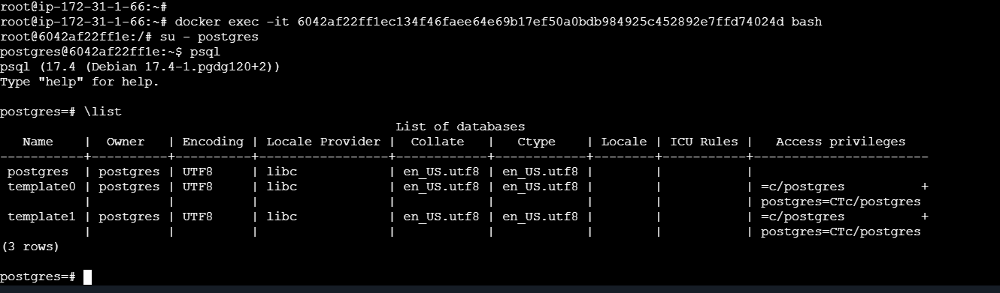 root@ip-172-31-1-66:~#
root@ip-172-31-1-66:~# docker exec -it 6042af22ff1ec134f46faee64e69b17ef50a0bdb984925c452892e7ffd74024d bash
root@6042af22ff1e:/# su - postgres
postgres@6042af22ff1e:~$ psql
psql (17.4 (Debian 17.4-1.pgdg120+2))
Type "help" for help.

postgres=# \list
                                                    List of databases
   Name    |  Owner   | Encoding | Locale Provider |  Collate   |   Ctype    | Locale | ICU Rules |   Access privileges
-----------+----------+----------+-----------------+------------+------------+--------+-----------+-----------------------
 postgres  | postgres | UTF8     | libc            | en_US.utf8 | en_US.utf8 |        |           |
 template0 | postgres | UTF8     | libc            | en_US.utf8 | en_US.utf8 |        |           | =c/postgres          +
           |          |          |                 |            |            |        |           | postgres=CTc/postgres
 template1 | postgres | UTF8     | libc            | en_US.utf8 | en_US.utf8 |        |           | =c/postgres          +
           |          |          |                 |            |            |        |           | postgres=CTc/postgres
(3 rows)

postgres=#